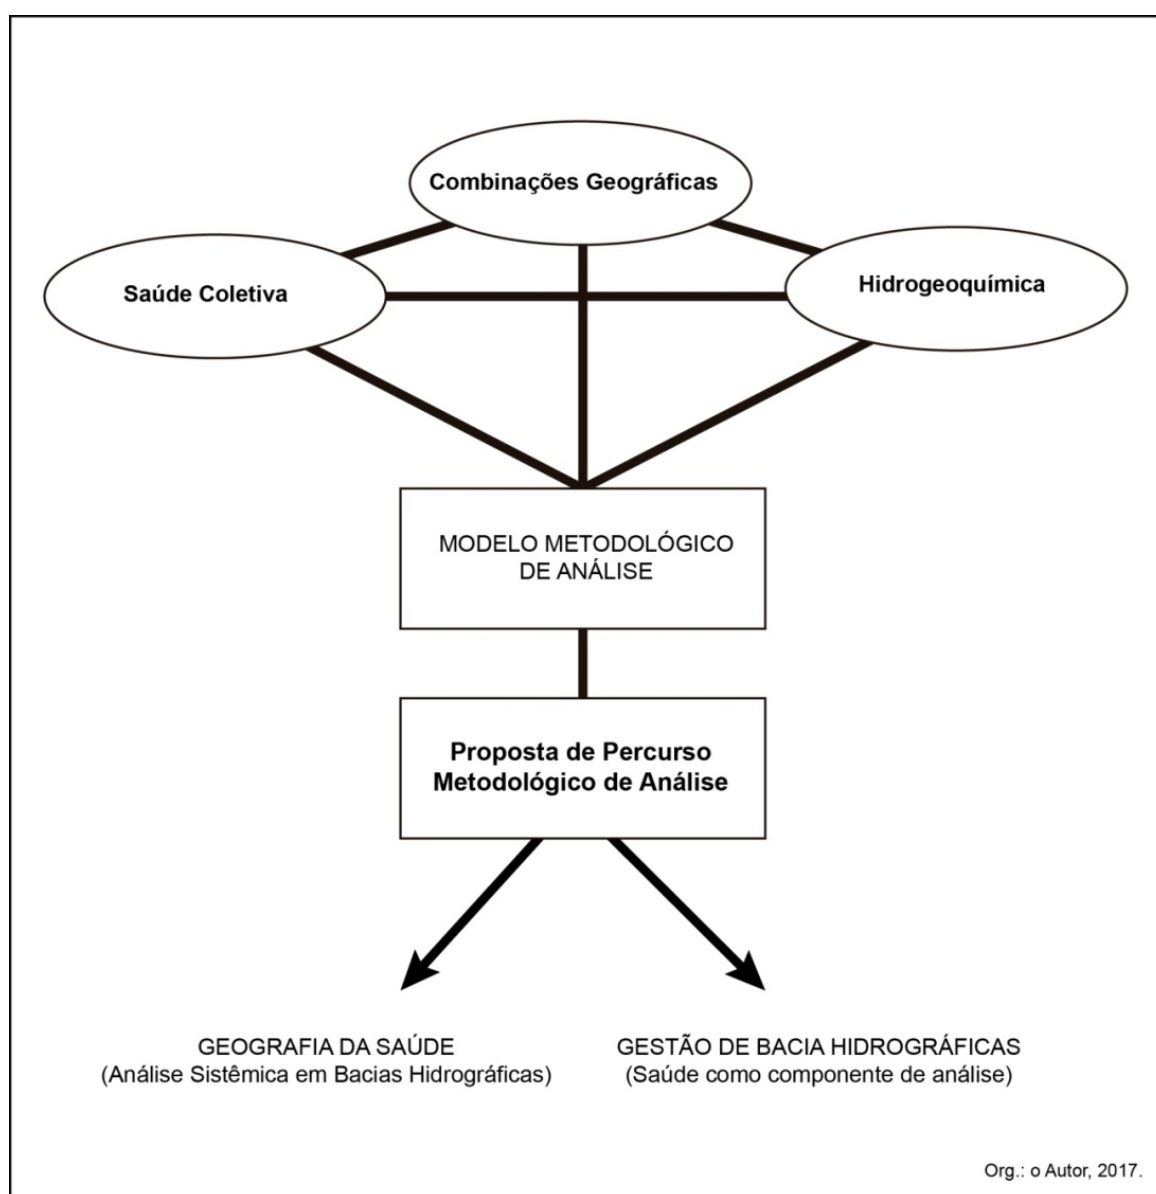 Combinações Geográficas
Saúde Coletiva
Hidrogeoquímica
MODELO METODOLÓGICO
DE ANÁLISE
Proposta de Percurso
Metodológico de Análise
GEOGRAFIA DA SAÚDE
(Análise Sistêmica em Bacias Hidrográficas)
GESTÃO DE BACIA HIDROGRÁFICAS
(Saúde como componente de análise)
Org.: o Autor, 2017.